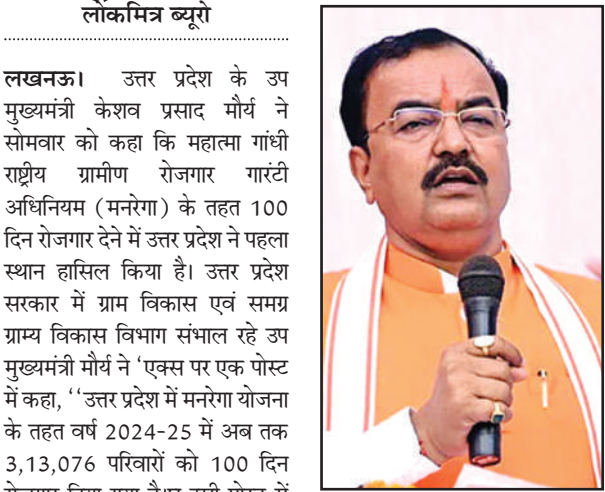 लोकमित्र ब्यूरो
लखनऊ। उत्तर प्रदेश के उप
मुख्यमंत्री केशव प्रसाद मौर्य ने
सोमवार को कहा कि महात्मा गांधी
राष्ट्रीय ग्रामीण रोजगार गारंटी
अधिनियम (मनरेगा) के तहत 100
दिन रोजगार देने में उत्तर प्रदेश ने पहला
स्थान हासिल किया है। उत्तर प्रदेश
सरकार में ग्राम विकास एवं समग्र
ग्राम्य विकास विभाग संभाल रहे उप
मुख्यमंत्री मौर्य ने ‘एक्स पर एक पोस्ट
में कहा, ‘‘उत्तर प्रदेश में मनरेगा योजना
के तहत वर्ष 2024-25 में अब तक
3,13,076 परिवारों को 100 दिन